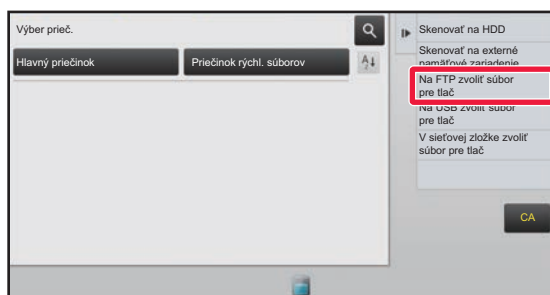 Výber prieč.
Hlavný priečinok
Priečinok rýchl. súborov
Skenovať na HDD
Skenovať na externé
pamäťové zariadenie
Na FTP zvoliť súbor
pre tlač
Na USB zvoliť súbor
pre tlač
V sieťovej zložke zvoliť
súbor pre tlač
CA